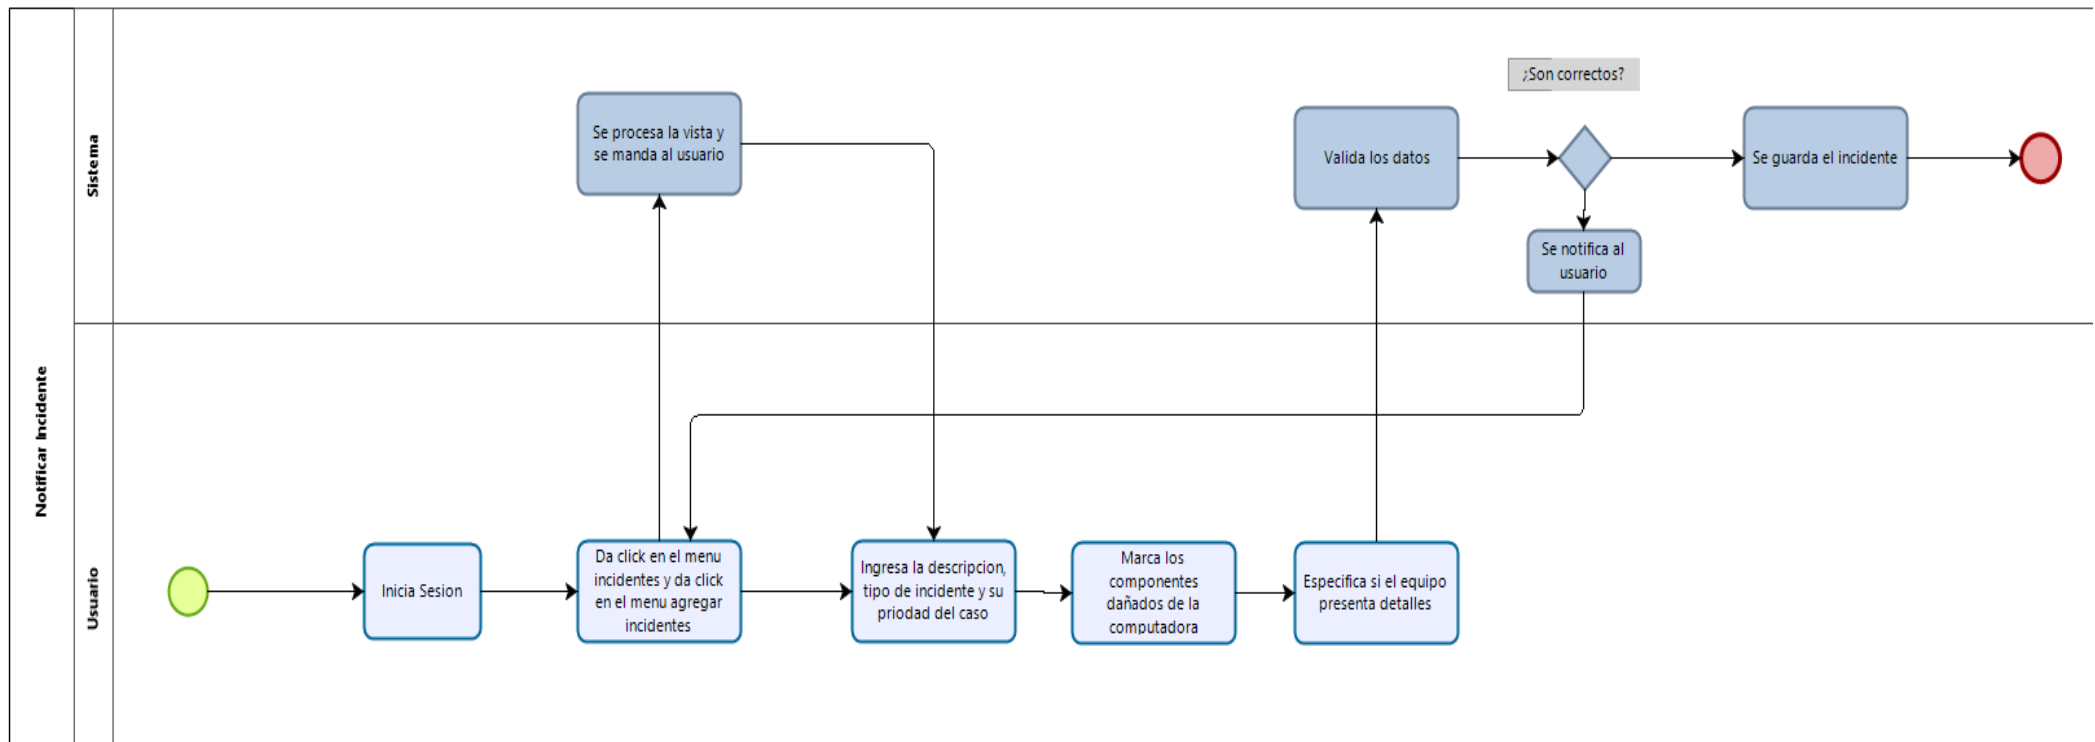 Notificar Incidente
Sistema
Se procesa la vista y
se manda al usuario
Valida los datos
¿Son correctos?
Se guarda el incidente
Se notifica al
usuario
Usuario
Inicia Sesion
Da click en el menu
incidentes y da click
en el menu agregar
incidentes
Ingresa la descripcion,
tipo de incidente y su
priodad del caso
Marca los
componentes
dañados de la
computadora
Especifica si el equipo
presenta detalles